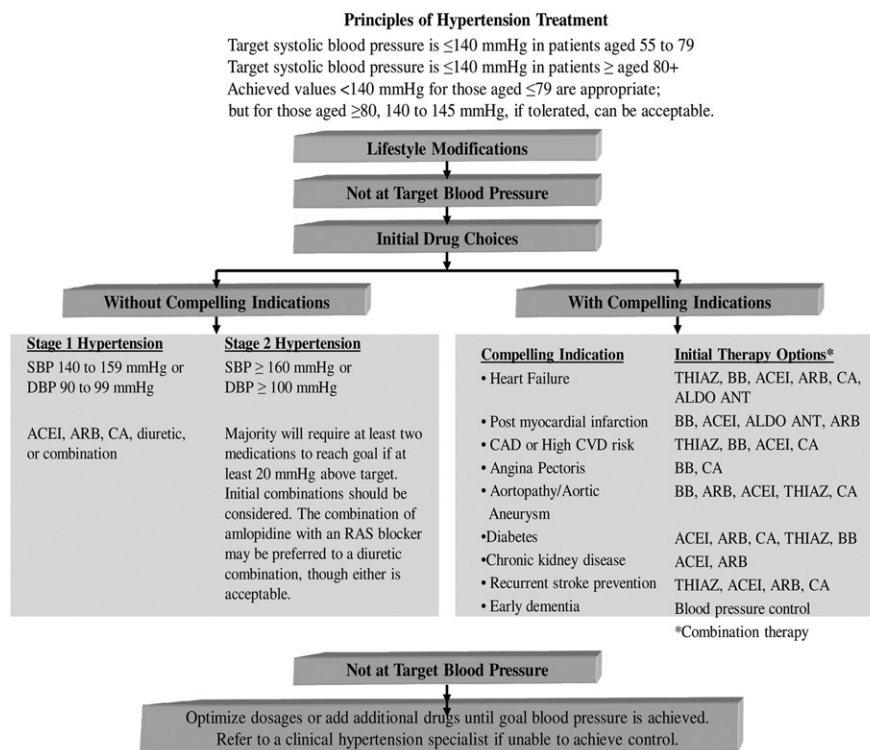 Principles of Hypertension Treatment
Target systolic blood pressure is ≤140 mmHg in patients aged 55 to 79
Target systolic blood pressure is ≤140 mmHg in patients ≥ aged 80+
Achieved values <140 mmHg for those aged ≤79 are appropriate;
but for those aged ≥80, 140 to 145 mmHg, if tolerated, can be acceptable.
Lifestyle Modifications
Not at Target Blood Pressure
Initial Drug Choices
Without Compelling Indications
Stage 1 Hypertension
SBP 140 to 159 mmHg or
DBP 90 to 99 mmHg
ACEI, ARB, CA, diuretic,
or combination
Stage 2 Hypertension
SBP ≥ 160 mmHg or
DBP ≥ 100 mmHg
Majority will require at least two
medications to reach goal if at
least 20 mmHg above target.
Initial combinations should be
considered. The combination of
amlopidine with an RAS blocker
may be preferred to a diuretic
combination, though either is
acceptable.
With Compelling Indications
Compelling Indication Initial Therapy Options*
• Heart Failure THIAZ, BB, ACEI, ARB, CA,
ALDO ANT
• Post myocardial infarction BB, ACEI, ALDO ANT, ARB
• CAD or High CVD risk THIAZ, BB, ACEI, CA
• Angina Pectoris BB, CA
• Aortopathy/Aortic BB, ARB, ACEI, THIAZ, CA
Aneurysm
•Diabetes ACEI, ARB, CA, THIAZ, BB
•Chronic kidney disease ACEI, ARB
• Recurrent stroke prevention THIAZ, ACEI, ARB, CA
• Early dementia Blood pressure control
*Combination therapy
Not at Target Blood Pressure
Optimize dosages or add additional drugs until goal blood pressure is achieved.
Refer to a clinical hypertension specialist if unable to achieve control.